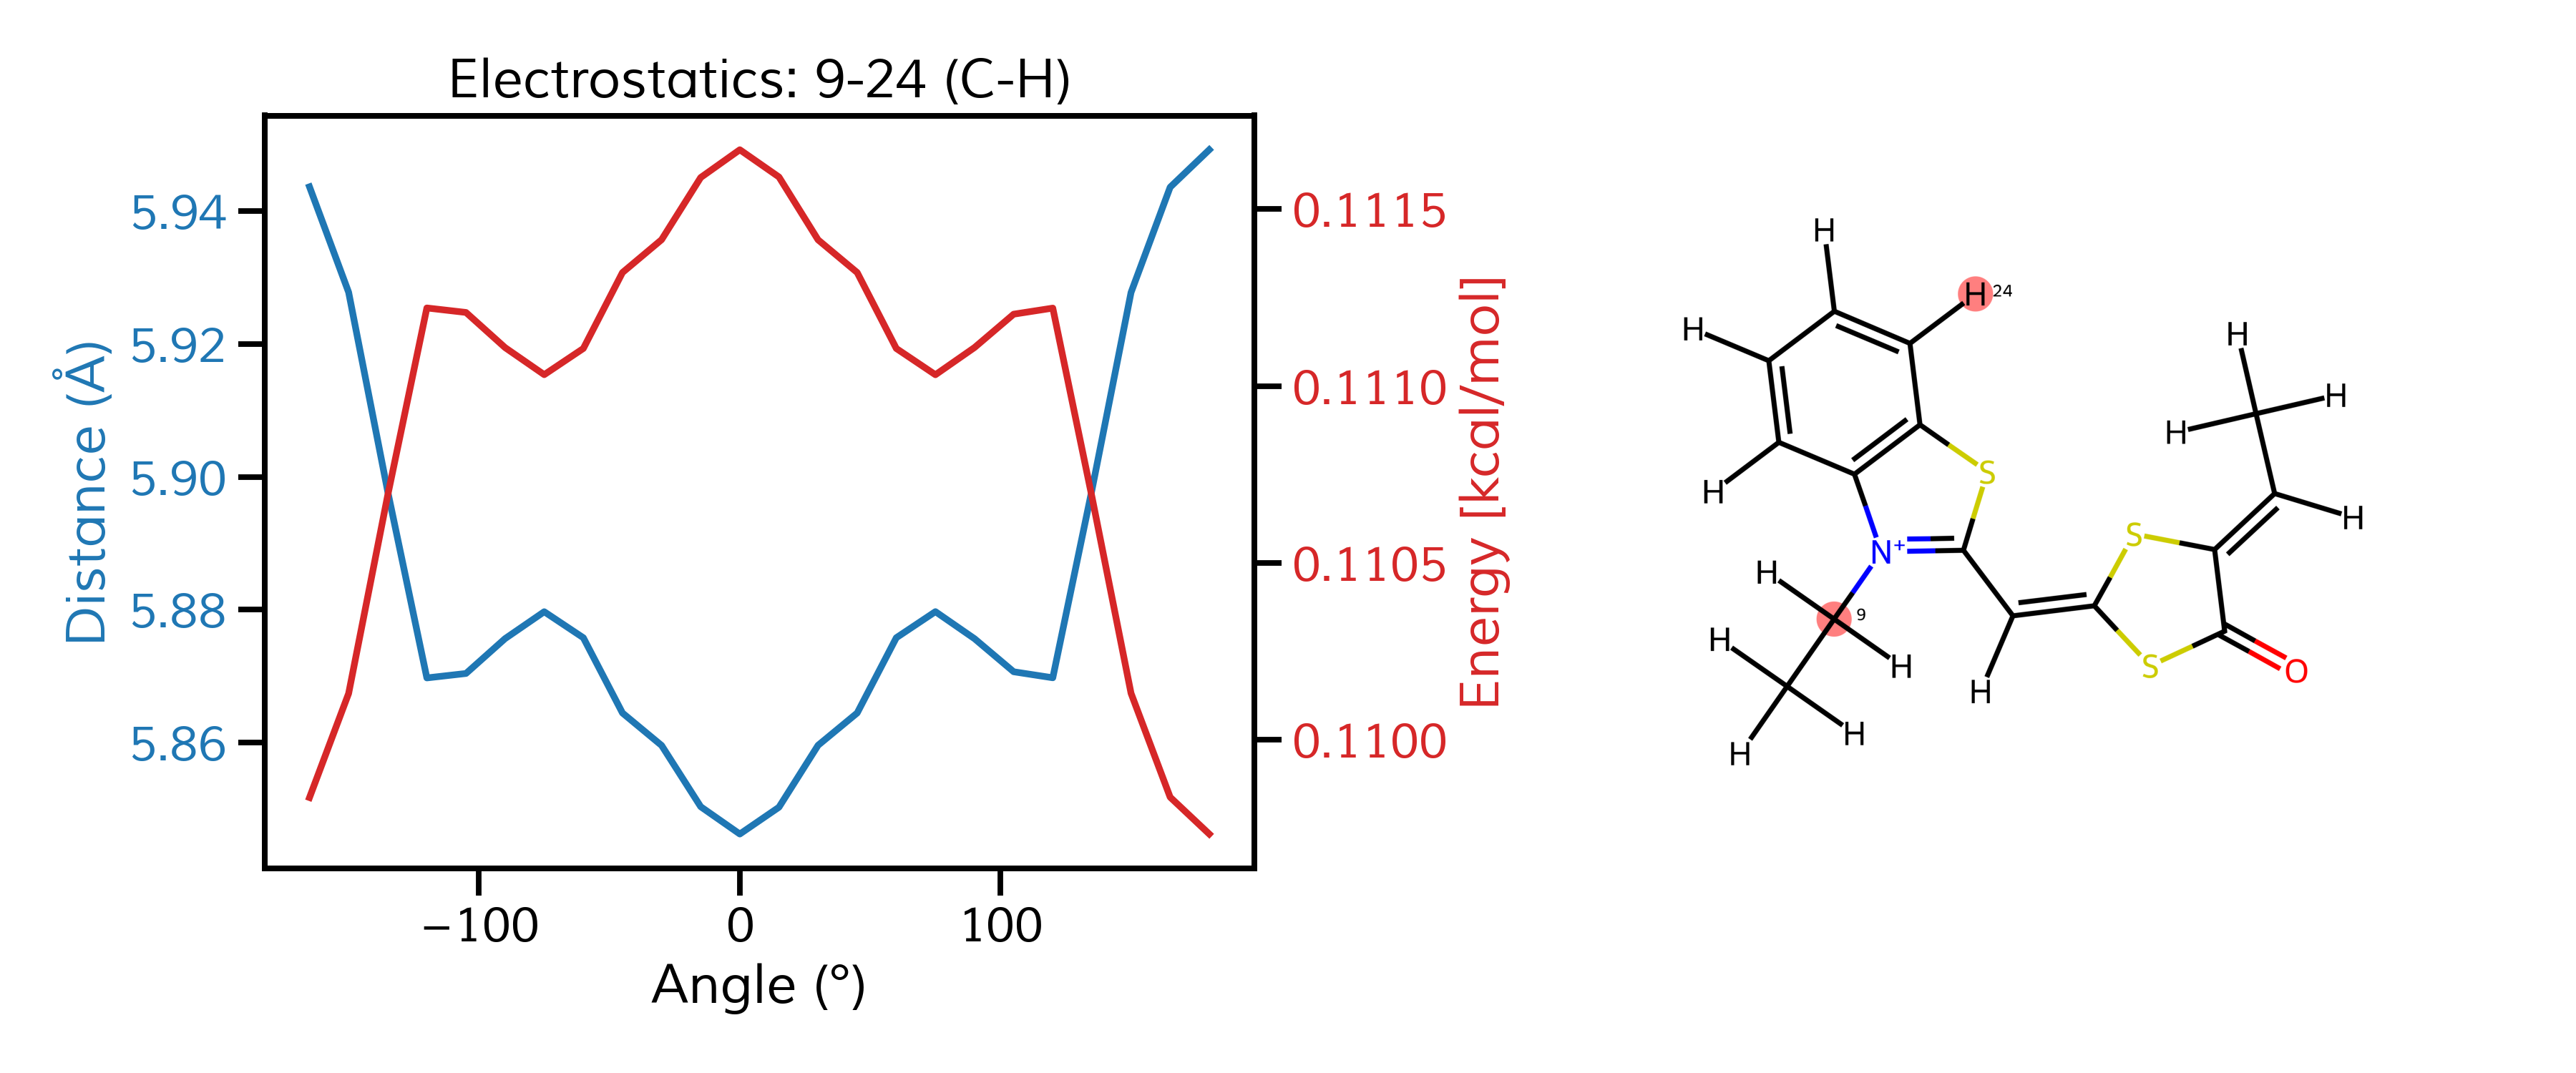 Electrostatics: 9-24 (C-H)
Distance (Å)
5.94
5.92
5.90
5.88
5.86
−100
0
100
Angle (°)
0.1115
0.1110
0.1105
0.1100
Energy [kcal/mol]
H
H 24
H
H
H
H
H
H
S
S
H
N+
H
9
H
H
S
O
H
H
H